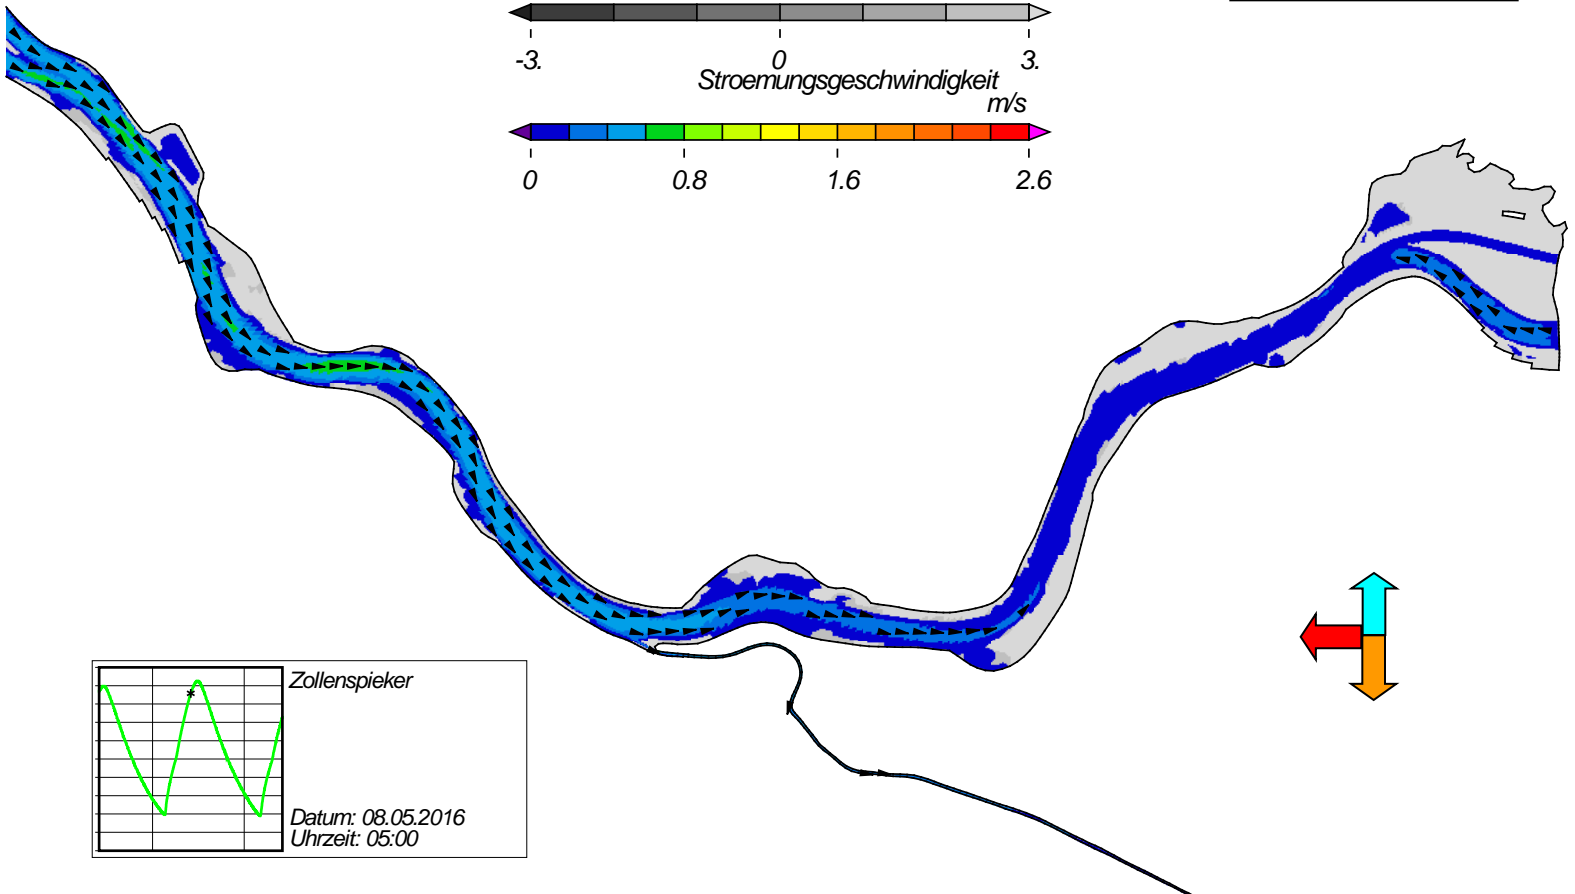 -3. 0 3.
Stroemungsgeschwindigkeit
m/s
0 0.8 1.6 2.6
Zollenspieker
Datum: 08.05.2016
Uhrzeit: 05:00